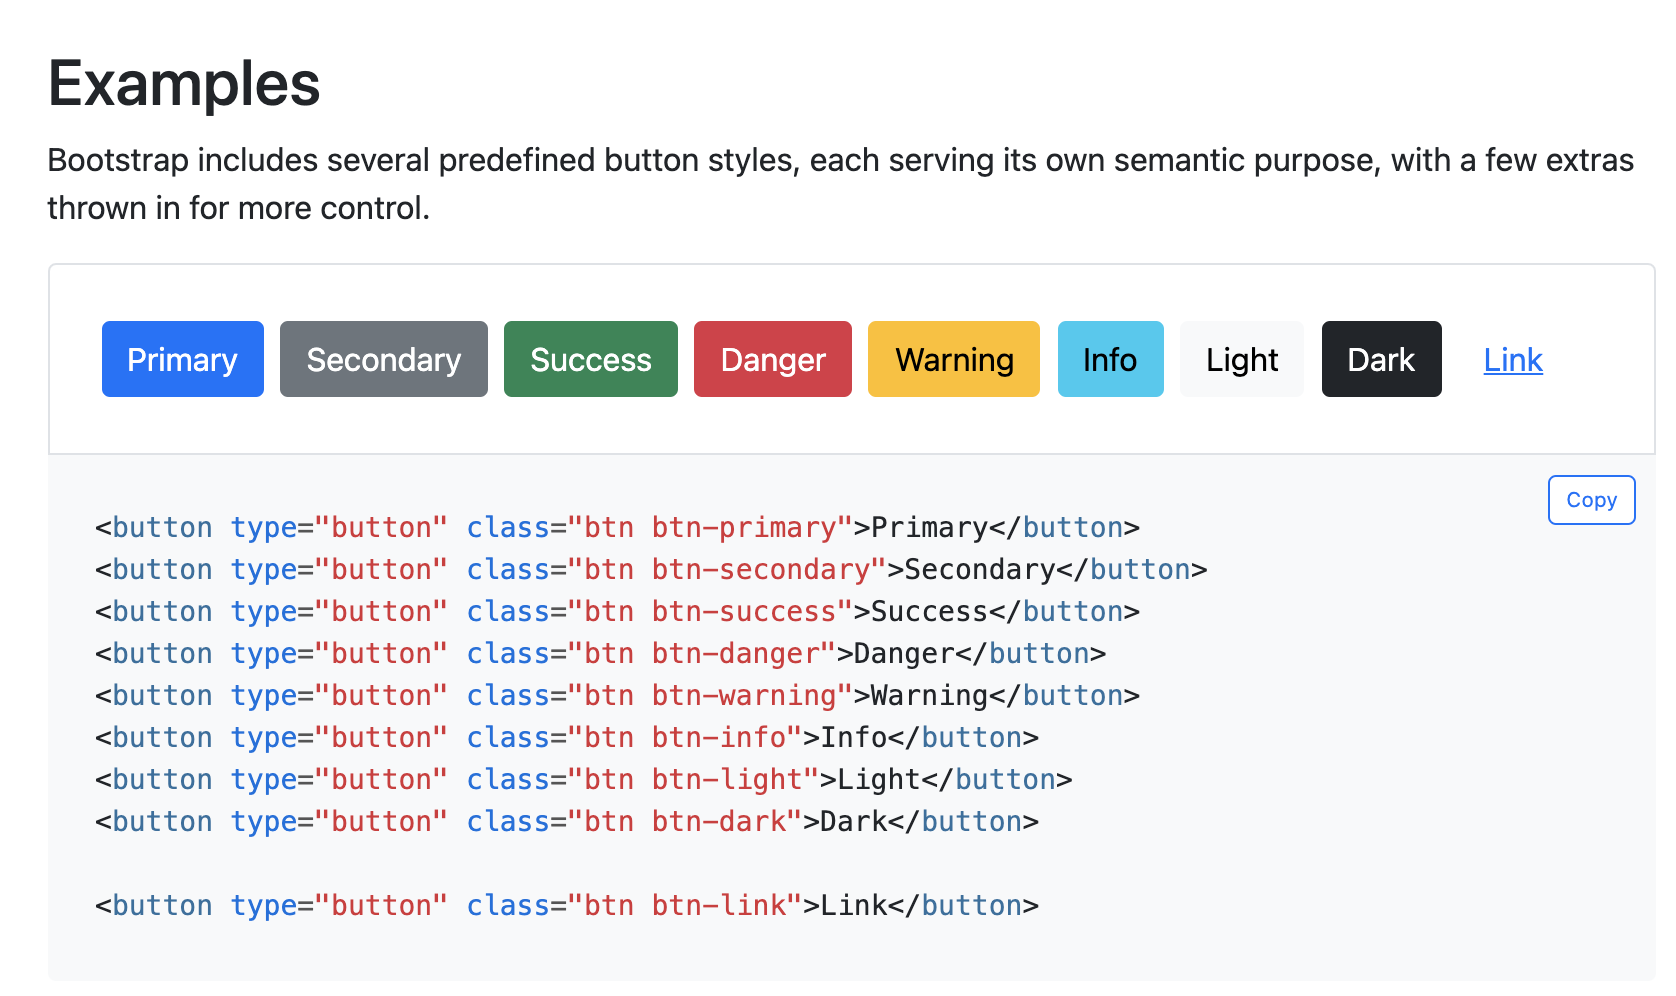 Examples
Bootstrap includes several predefined button styles, each serving its own semantic purpose, with a few extras
thrown in for more control.
Primary Secondary Success Danger Warning Info Light Dark Link
Copy
<button type="button" class="btn btn-primary">Primary</button>
<button type="button" class="btn btn-secondary">Secondary</button>
<button type="button" class="btn btn-success">Success</button>
<button type="button" class="btn btn-danger">Danger</button>
<button type="button" class="btn btn-warning">Warning</button>
<button type="button" class="btn btn-info">Info</button>
<button type="button" class="btn btn-light">Light</button>
<button type="button" class="btn btn-dark">Dark</button>
<button type="button" class="btn btn-link">Link</button>